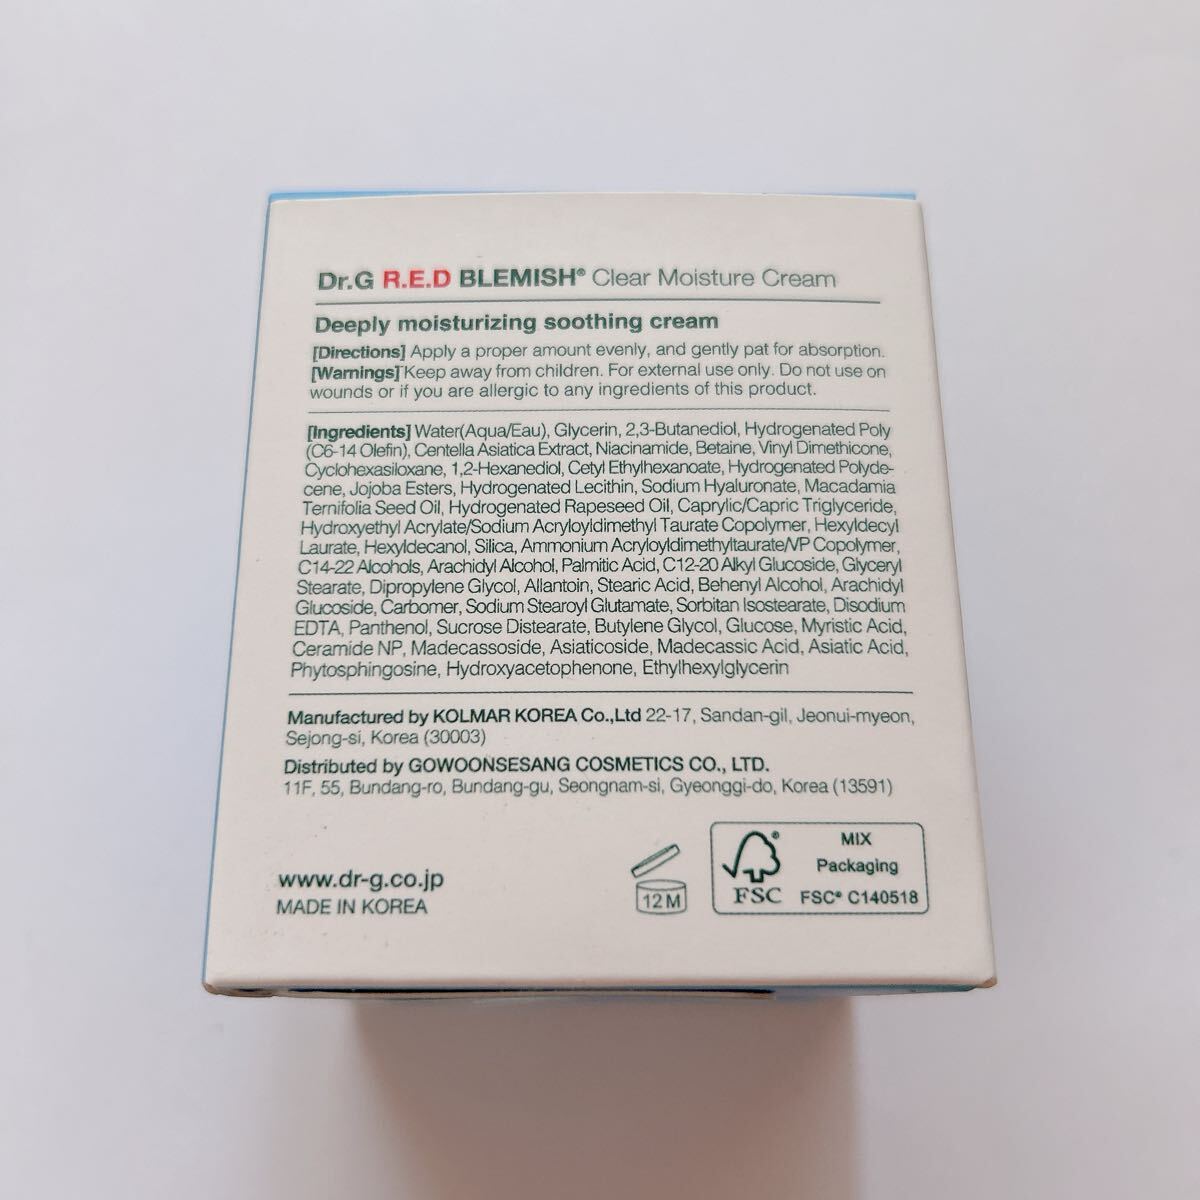 Dr.G R.E.D BLEMISH® Clear Moisture Cream
Deeply moisturizing soothing cream
[Directions] Apply a proper amount evenly, and gently pat for absorption.
[Warnings] Keep away from children. For external use only. Do not use on
wounds or if you are allergic to any ingredients of this product.
[Ingredients] Water(Aqua/Eau), Glycerin, 2,3-Butanediol, Hydrogenated Poly
(C6-14 Olefin), Centella Asiatica Extract, Niacinamide, Betaine, Vinyl Dimethicone,
Cyclohexasiloxane, 1,2-Hexanediol, Cetyl Ethylhexanoate, Hydrogenated Polyde-
cene, Jojoba Esters, Hydrogenated Lecithin, Sodium Hyaluronate, Macadamia
Ternifolia Seed Oil, Hydrogenated Rapeseed Oil, Caprylic/Capric Triglyceride,
Hydroxyethyl Acrylate/Sodium Acryloyldimethyl Taurate Copolymer, Hexyldecyl
Laurate, Hexyldecanol, Silica, Ammonium Acryloyldimethyltaurate/VP Copolymer,
C14-22 Alcohols, Arachidyl Alcohol, Palmitic Acid, C12-20 Alkyl Glucoside, Glyceryl
Stearate, Dipropylene Glycol, Allantoin, Stearic Acid, Behenyl Alcohol, Arachidyl
Glucoside, Carbomer, Sodium Stearoyl Glutamate, Sorbitan Isostearate, Disodium
EDTA, Panthenol, Sucrose Distearate, Butylene Glycol, Glucose, Myristic Acid,
Ceramide NP, Madecassoside, Asiaticoside, Madecassic Acid, Asiatic Acid,
Phytosphingosine, Hydroxyacetophenone, Ethylhexylglycerin
Manufactured by KOLMAR KOREA Co.,Ltd 22-17, Sandan-gil, Jeonui-myeon,
Sejong-si, Korea (30003)
Distributed by GOWOONSESANG COSMETICS CO., LTD.
11F, 55, Bundang-ro, Bundang-gu, Seongnam-si, Gyeonggi-do, Korea (13591)
www.dr-g.co.jp
MADE IN KOREA
12M
FSC
MIX
Packaging
FSC® C140518